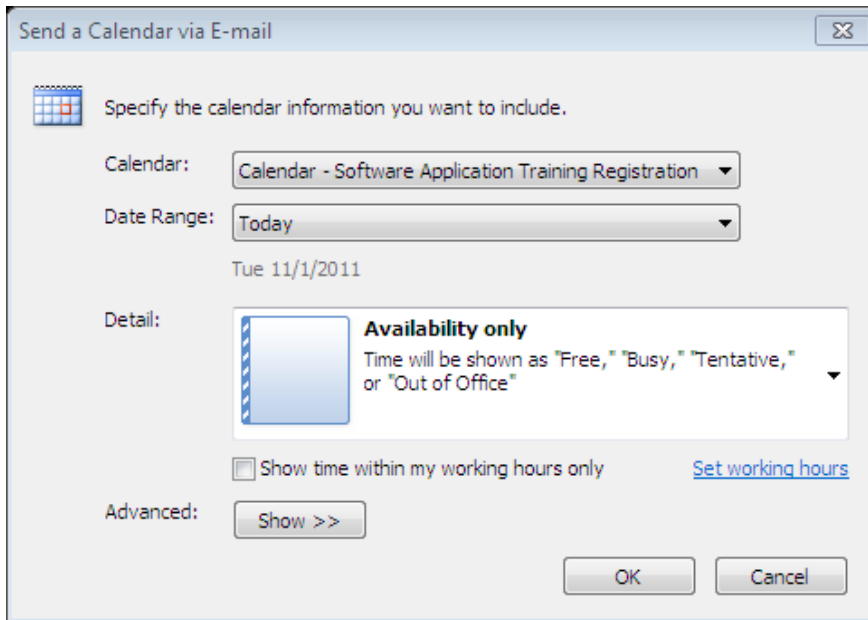 Send a Calendar via E-mail
Specify the calendar information you want to include.
Calendar: Calendar - Software Application Training Registration
Date Range: Today
Tue 11/1/2011
Detail: Availability only
Time will be shown as "Free," "Busy," "Tentative,"
or "Out of Office"
Show time within my working hours only Set working hours
Advanced: Show >>
OK Cancel